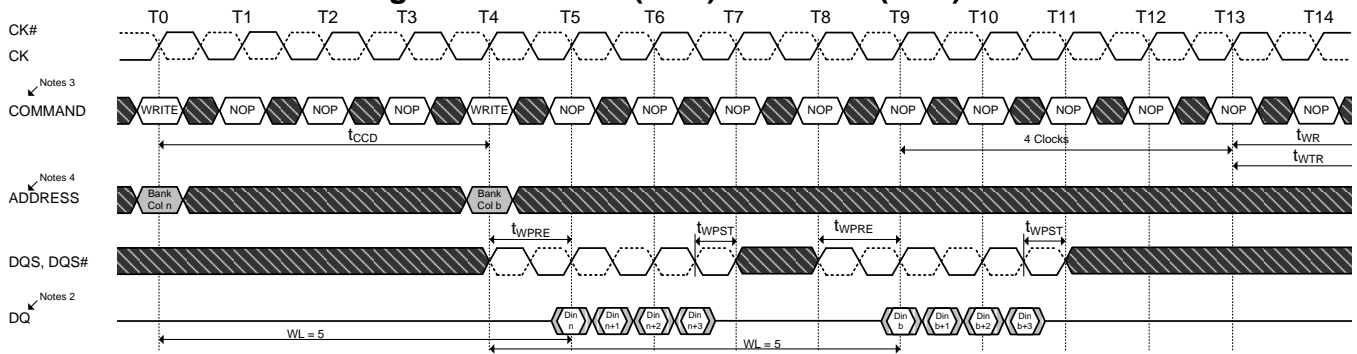 T0 T1 T2 T3 T4 T5 T6 T7 T8 T9 T10 T11 T12 T13 T14
CK#
CK
Notes 3
COMMAND WRITE NOP NOP NOP WRITE NOP NOP NOP NOP NOP NOP NOP NOP NOP NOP
tCCD 4 Clocks tWR
tWTR
Notes 4
ADDRESS Bank Col n Bank Col b
tWPRE tWPST tWPRE tWPST
DQS, DQS#
Notes 2
DQ Din n Din n+1 Din n+2 Din n+3 Din b Din b+1 Din b+2 Din b+3
WL = 5 WL = 5